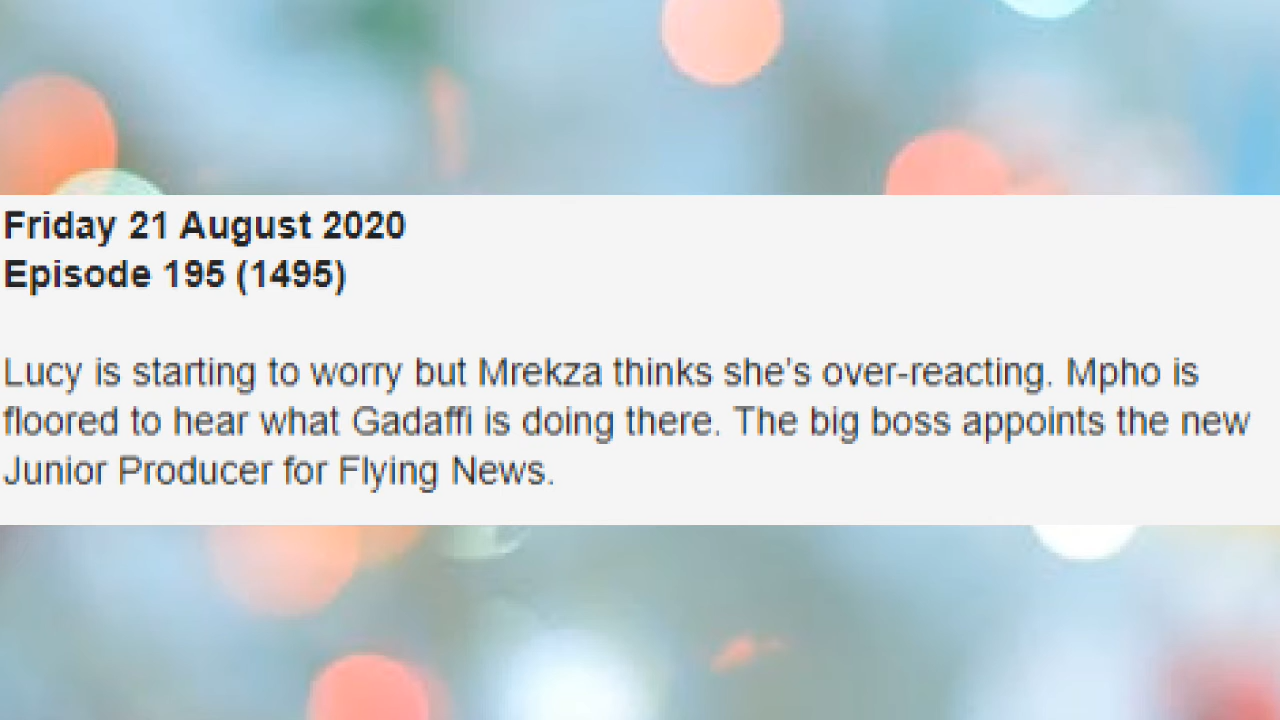 Friday 21 August 2020
Episode 195 (1495)
Lucy is starting to worry but Mrekza thinks she's over-reacting. Mpho is
floored to hear what Gadaffi is doing there. The big boss appoints the new
Junior Producer for Flying News.